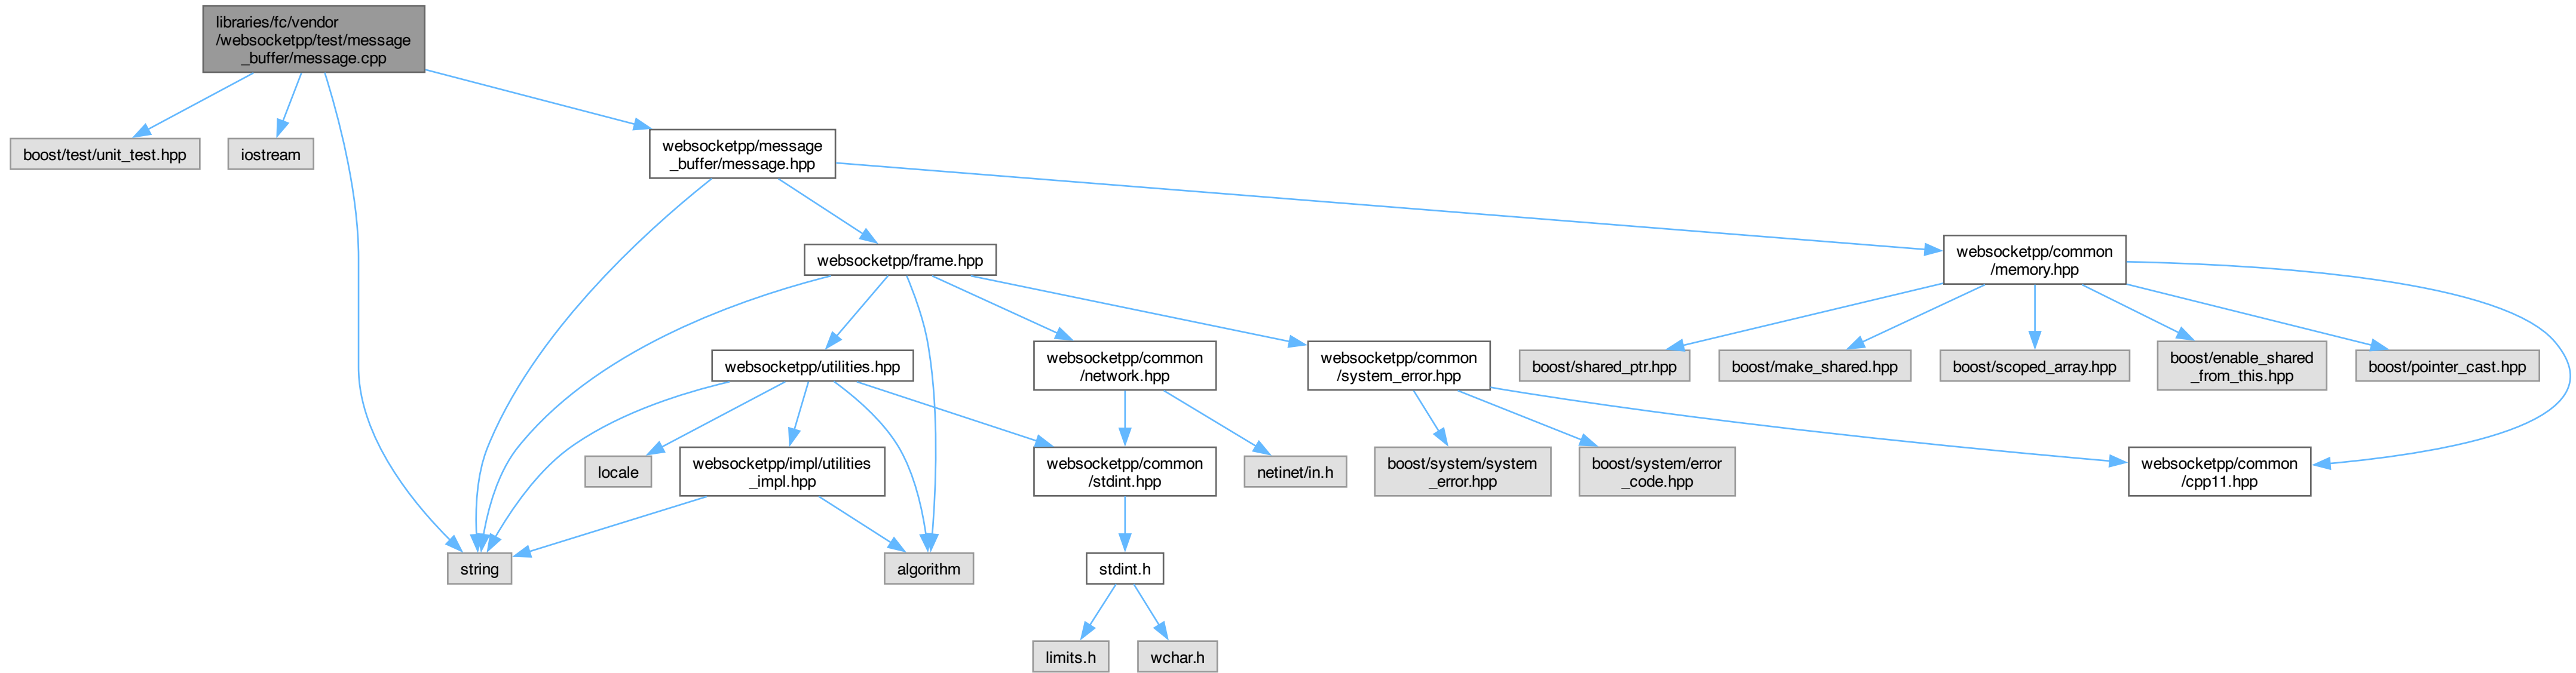 libraries/fc/vendor
/websocketpp/test/message
_buffer/message.cpp
boost/test/unit_test.hpp
iostream
websocketpp/message
_buffer/message.hpp
websocketpp/frame.hpp
websocketpp/common
/memory.hpp
websocketpp/utilities.hpp
websocketpp/common
/network.hpp
websocketpp/common
/system_error.hpp
boost/shared_ptr.hpp
boost/make_shared.hpp
boost/scoped_array.hpp
boost/enable_shared
_from_this.hpp
boost/pointer_cast.hpp
locale
websocketpp/impl/utilities
_impl.hpp
websocketpp/common
/stdint.hpp
netinet/in.h
boost/system/system
_error.hpp
boost/system/error
_code.hpp
websocketpp/common
/cpp11.hpp
string
algorithm
stdint.h
limits.h
wchar.h